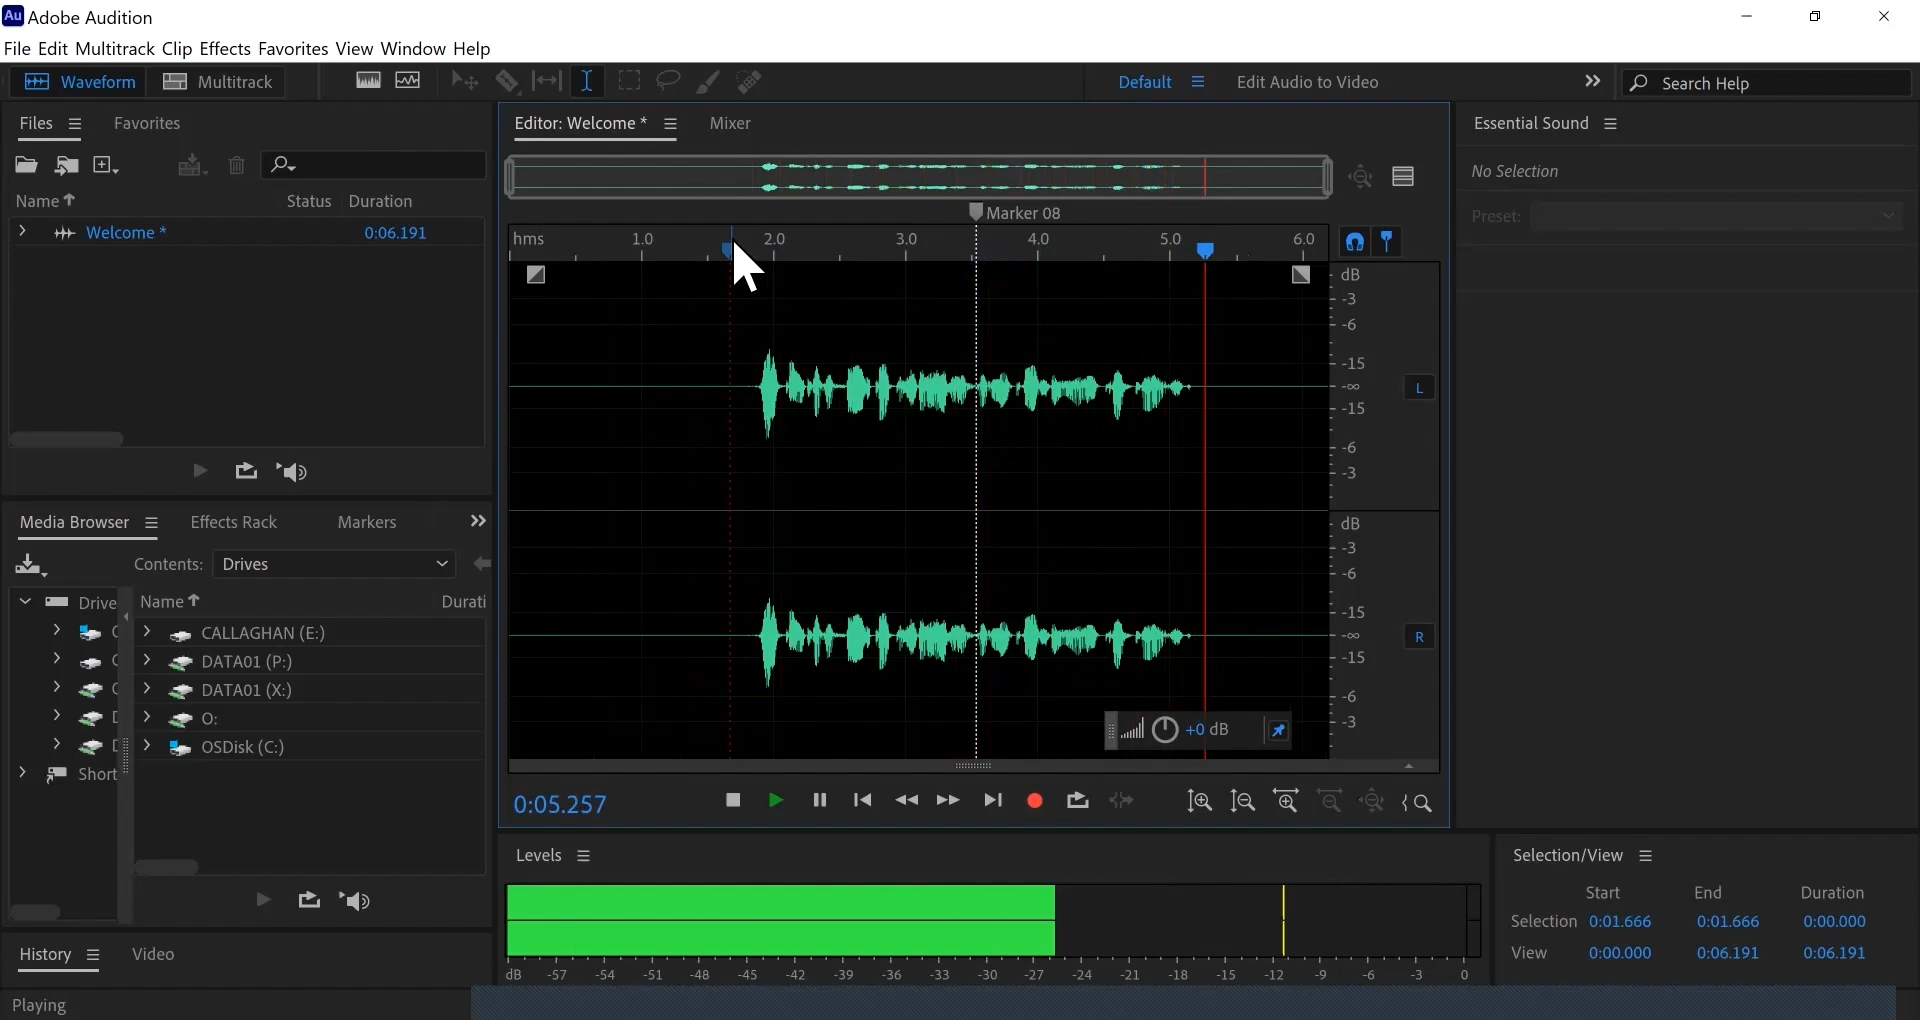 Au Adobe Audition
File Edit Multitrack Clip Effects Favorites View Window Help
Waveform Multitrack Default Edit Audio to Video Search Help
Files Favorites
Name Status Duration
Welcome * 0:06.191
Media Browser Effects Rack Markers
Contents: Drives
Drive
Short
Name Durati
CALLAGHAN (E:)
DATA01 (P:)
DATA01 (X:)
O:
OSDisk (C:)
History Video
Playing
Editor: Welcome * Mixer
Marker 08
hms 1.0 2.0 3.0 4.0 5.0 6.0
dB
-3
-6
-15
-∞ L
-15
-6
-3
dB
-3
-6
-15
-∞ R
-15
-6
-3
+0 dB
0:05.257
Levels
dB -57 -54 -51 -48 -45 -42 -39 -36 -33 -30 -27 -24 -21 -18 -15 -12 -9 -6 -3 0
Essential Sound
No Selection
Preset:
Selection/View
Start End Duration
Selection 0:01.666 0:01.666 0:00.000
View 0:00.000 0:06.191 0:06.191